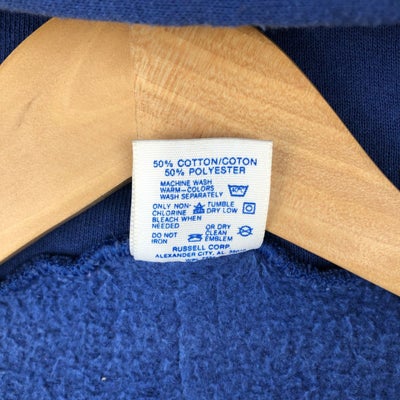 50% COTTON/COTON
50% POLYESTER
MACHINE WASH
WARM-COLORS
WASH SEPARATELY
ONLY NON- TUMBLE
CHLORINE DRY LOW
BLEACH WHEN
NEEDED OR DRY
DO NOT CLEAN
IRON EMBLEM
RUSSELL CORP.
ALEXANDER CITY, AL